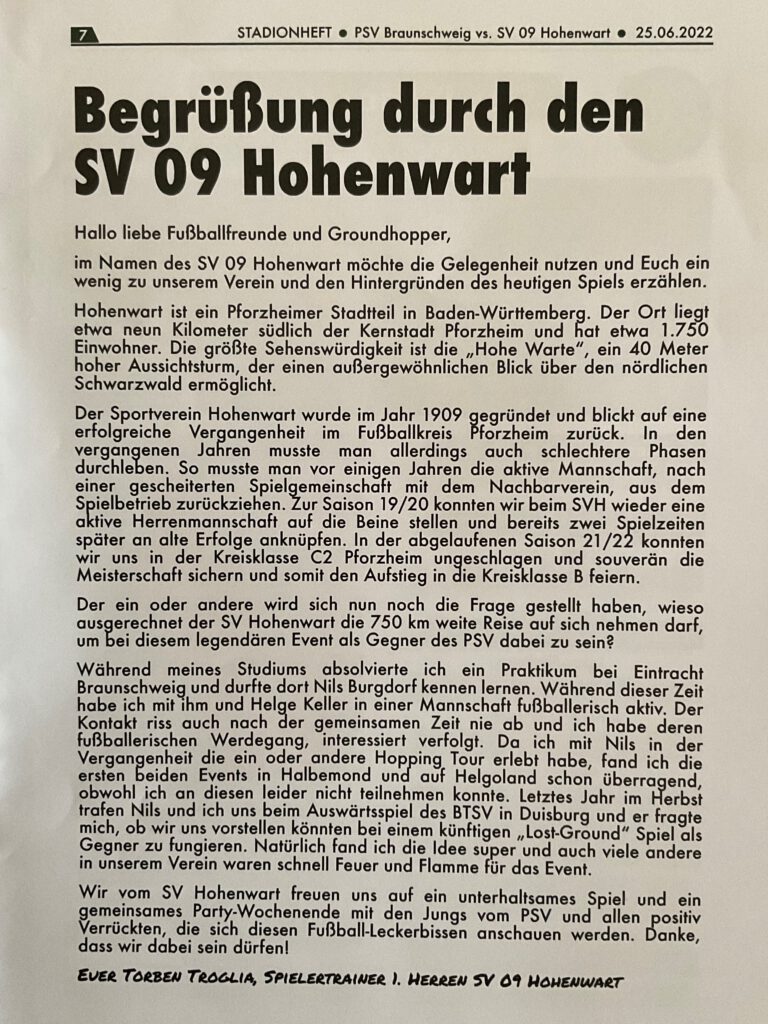 7 STADIONHEFT ● PSV Braunschweig vs. SV 09 Hohenwart ● 25.06.2022
Begrüßung durch den
SV 09 Hohenwart
Hallo liebe Fußballfreunde und Groundhopper,
im Namen des SV 09 Hohenwart möchte die Gelegenheit nutzen und Euch ein
wenig zu unserem Verein und den Hintergründen des heutigen Spiels erzählen.
Hohenwart ist ein Pforzheimer Stadtteil in Baden-Württemberg. Der Ort liegt
etwa neun Kilometer südlich der Kernstadt Pforzheim und hat etwa 1.750
Einwohner. Die größte Sehenswürdigkeit ist die „Hohe Warte“, ein 40 Meter
hoher Aussichtsturm, der einen außergewöhnlichen Blick über den nördlichen
Schwarzwald ermöglicht.
Der Sportverein Hohenwart wurde im Jahr 1909 gegründet und blickt auf eine
erfolgreiche Vergangenheit im Fußballkreis Pforzheim zurück. In den
vergangenen Jahren musste man allerdings auch schlechtere Phasen
durchleben. So musste man vor einigen Jahren die aktive Mannschaft, nach
einer gescheiterten Spielgemeinschaft mit dem Nachbarverein, aus dem
Spielbetrieb zurückziehen. Zur Saison 19/20 konnten wir beim SVH wieder eine
aktive Herrenmannschaft auf die Beine stellen und bereits zwei Spielzeiten
später an alte Erfolge anknüpfen. In der abgelaufenen Saison 21/22 konnten
wir uns in der Kreisklasse C2 Pforzheim ungeschlagen und souverän die
Meisterschaft sichern und somit den Aufstieg in die Kreisklasse B feiern.
Der ein oder andere wird sich nun noch die Frage gestellt haben, wieso
ausgerechnet der SV Hohenwart die 750 km weite Reise auf sich nehmen darf,
um bei diesem legendären Event als Gegner des PSV dabei zu sein?
Während meines Studiums absolvierte ich ein Praktikum bei Eintracht
Braunschweig und durfte dort Nils Burgdorf kennen lernen. Während dieser Zeit
habe ich mit ihm und Helge Keller in einer Mannschaft fußballerisch aktiv. Der
Kontakt riss auch nach der gemeinsamen Zeit nie ab und ich habe deren
fußballerischen Werdegang, interessiert verfolgt. Da ich mit Nils in der
Vergangenheit die ein oder andere Hopping Tour erlebt habe, fand ich die
ersten beiden Events in Halbemond und auf Helgoland schon überragend,
obwohl ich an diesen leider nicht teilnehmen konnte. Letztes Jahr im Herbst
trafen Nils und ich uns beim Auswärtsspiel des BTSV in Duisburg und er fragte
mich, ob wir uns vorstellen könnten bei einem künftigen „Lost-Ground“ Spiel als
Gegner zu fungieren. Natürlich fand ich die Idee super und auch viele andere
in unserem Verein waren schnell Feuer und Flamme für das Event.
Wir vom SV Hohenwart freuen uns auf ein unterhaltsames Spiel und ein
gemeinsames Party-Wochenende mit den Jungs vom PSV und allen positiv
Verrückten, die sich diesen Fußball-Leckerbissen anschauen werden. Danke,
dass wir dabei sein dürfen!
Euer Torben Troglia, Spielertrainer 1. Herren SV 09 Hohenwart